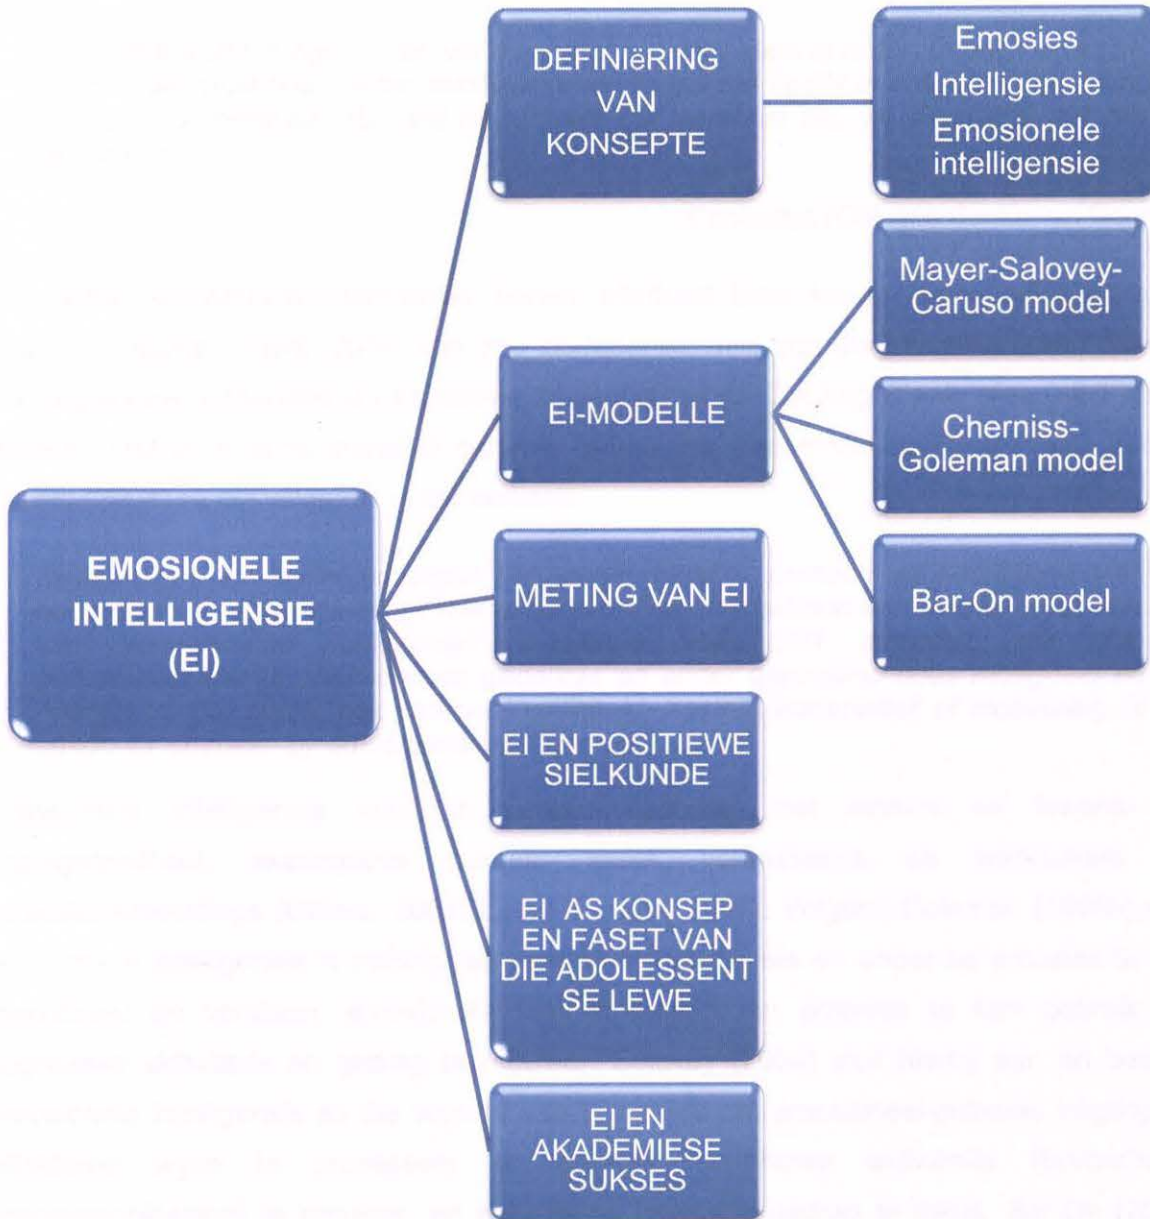 DEFINIëRING
VAN
KONSEPTE
Emosies
Intelligensie
Emosionele
intelligensie
EI-MODELLE
Mayer-Salovey-
Caruso model
Cherniss-
Goleman model
Bar-On model
EMOSIONELE
INTELLIGENSIE
(EI)
METING VAN EI
EI EN POSITIEWE
SIELKUNDE
EI AS KONSEP
EN FASET VAN
DIE ADOLESSENT
SE LEWE
EI EN
AKADEMIESE
SUKSES